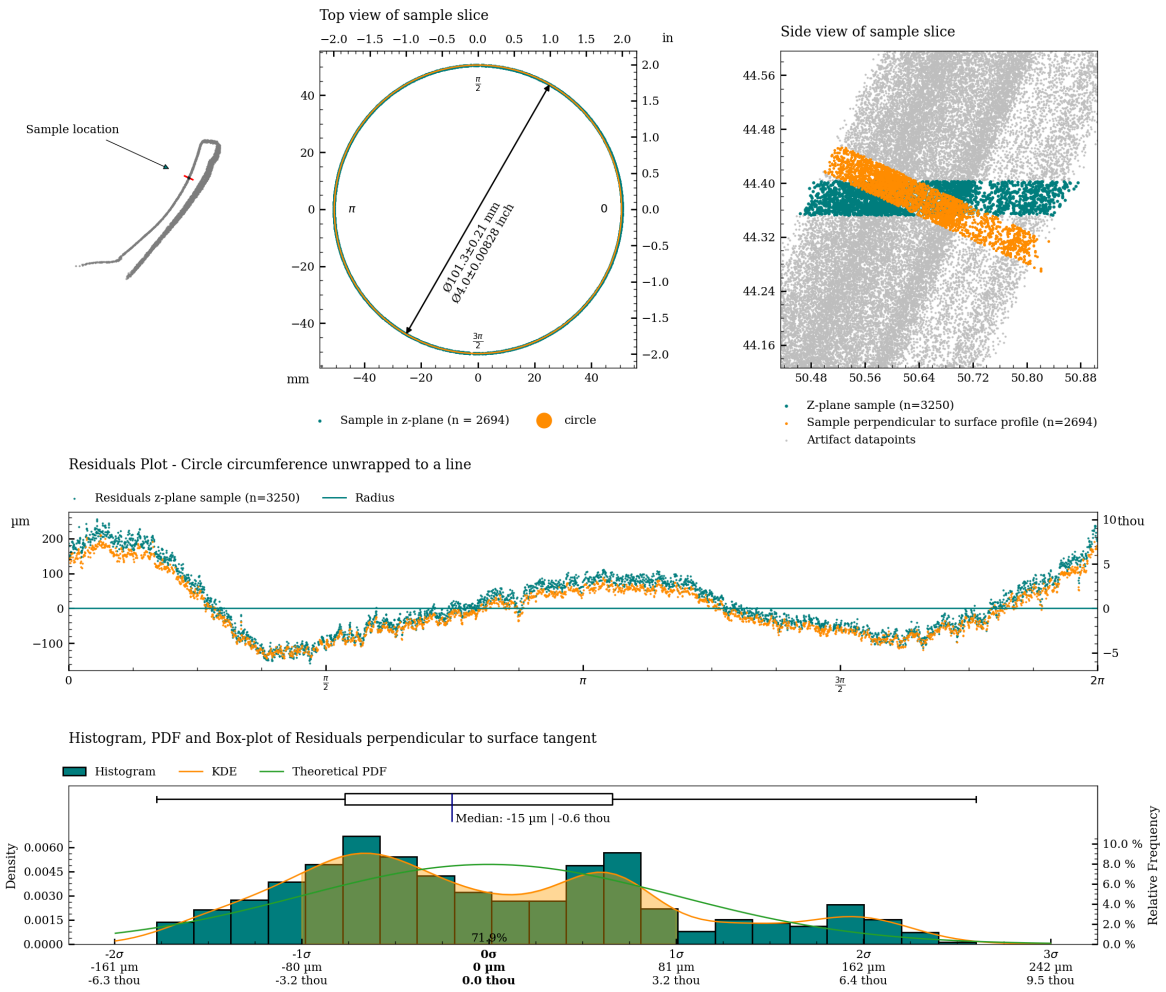 Top view of sample slice
−2.0 −1.5 −1.0 −0.5 0.0 0.5 1.0 1.5 2.0 in
Sample location
40
20
0
−20
−40
mm
−40 −20 0 20 40
2.0
1.5
1.0
0.5
0.0
−0.5
−1.0
−1.5
−2.0
π/2
π
0
3π/2
Ø101.3±0.21 mm
Ø4.0±0.00828 inch
Sample in z-plane (n = 2694)
circle
Side view of sample slice
44.56
44.48
44.40
44.32
44.24
44.16
50.48 50.56 50.64 50.72 50.80 50.88
Z-plane sample (n=3250)
Sample perpendicular to surface profile (n=2694)
Artifact datapoints
Residuals Plot - Circle circumference unwrapped to a line
Residuals z-plane sample (n=3250) Radius
µm
200
100
0
−100
10 thou
5
0
−5
0 π/2 π 3π/2 2π
Histogram, PDF and Box-plot of Residuals perpendicular to surface tangent
Histogram KDE Theoretical PDF
Median: -15 µm | -0.6 thou
Density
0.0060
0.0045
0.0030
0.0015
0.0000
71.9%
10.0 %
8.0 %
6.0 %
4.0 %
2.0 %
0.0 %
Relative Frequency
-2σ -1σ 0σ 1σ 2σ 3σ
-161 µm -80 µm 0 µm 81 µm 162 µm 242 µm
-6.3 thou -3.2 thou 0.0 thou 3.2 thou 6.4 thou 9.5 thou